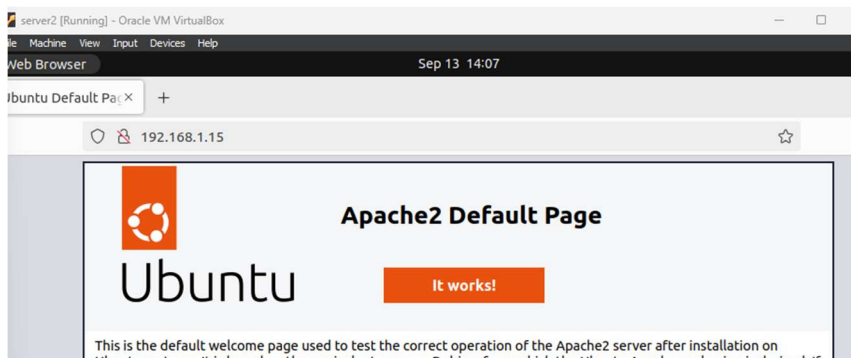 server2 [Running] - Oracle VM VirtualBox
Machine View Input Devices Help
Web Browser Sep 13 14:07
Ubuntu Default Pag
192.168.1.15
Apache2 Default Page
Ubuntu
It works!
This is the default welcome page used to test the correct operation of the Apache2 server after installation on